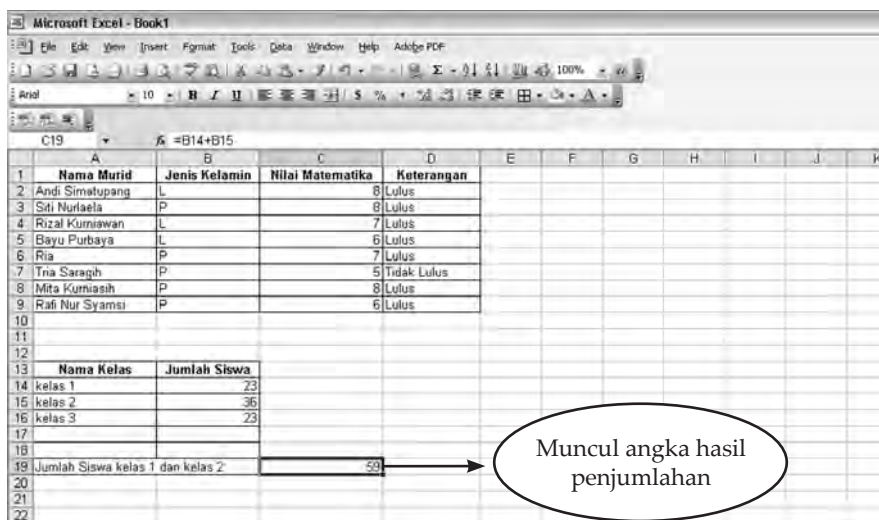 Microsoft Excel - Book1
File Edit View Insert Format Tools Data Window Help Adobe PDF
100%
Arial 10 B I U $ %
C19 fx =B14+B15
A B C D E F G H I J K
1 Nama Murid Jenis Kelamin Nilai Matematika Keterangan
2 Andi Simatupang L 8 Lulus
3 Siti Nurlaela P 8 Lulus
4 Rizal Kurniawan L 7 Lulus
5 Bayu Purbaya L 6 Lulus
6 Ria P 7 Lulus
7 Tria Saragih P 5 Tidak Lulus
8 Mita Kurniasih P 8 Lulus
9 Rafi Nur Syamsi P 6 Lulus
10
11
12
13 Nama Kelas Jumlah Siswa
14 kelas 1 23
15 kelas 2 36
16 kelas 3 23
17
18
19 Jumlah Siswa kelas 1 dan kelas 2 59
20
21
22
Muncul angka hasil
penjumlahan